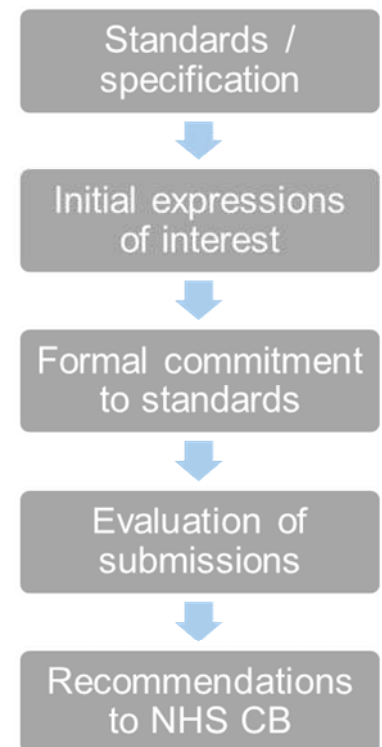 Standards /
specification
Initial expressions
of interest
Formal commitment
to standards
Evaluation of
submissions
Recommendations
to NHS CB